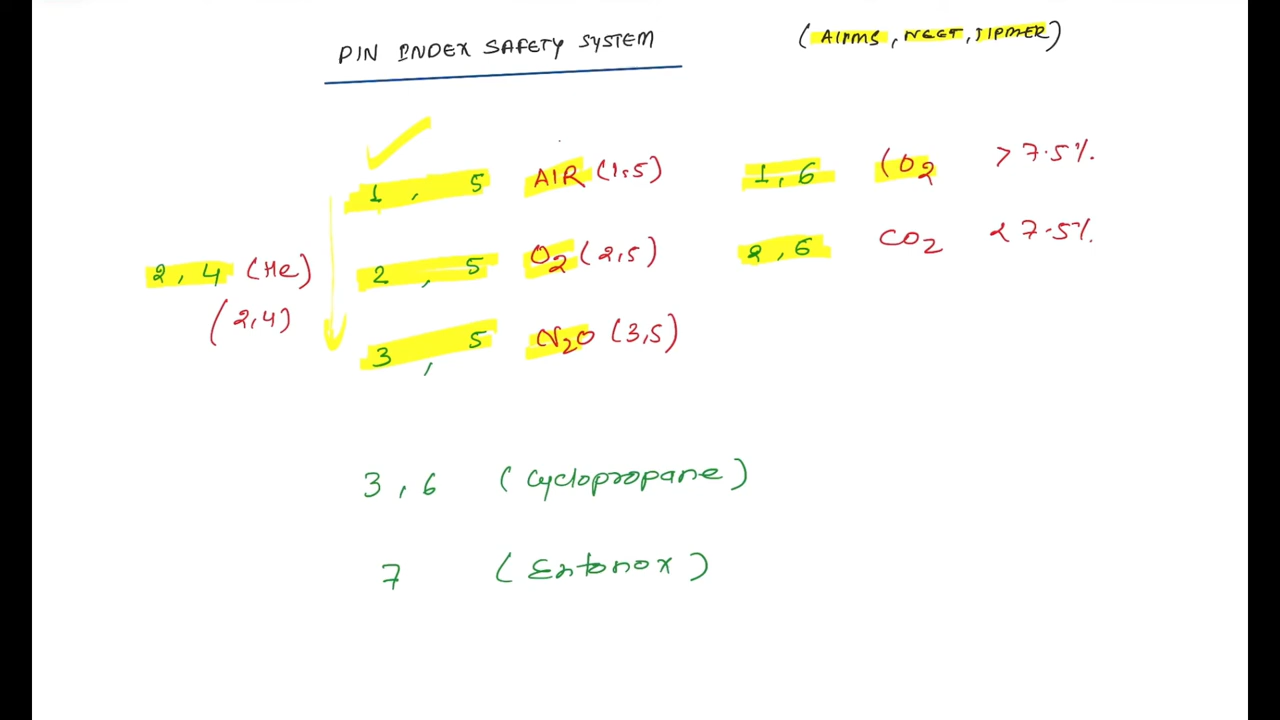 PIN INDEX SAFETY SYSTEM (AIIMS, NEET, JIPMER)
1, 5 AIR (1,5) 1, 6 CO2 > 7.5%.
2, 4 (He) 2, 5 O2 (2,5) 2, 6 CO2 < 7.5%.
(2,4) 3, 5 N2O (3,5)
3, 6 (Cyclopropane)
7 (Entonox)